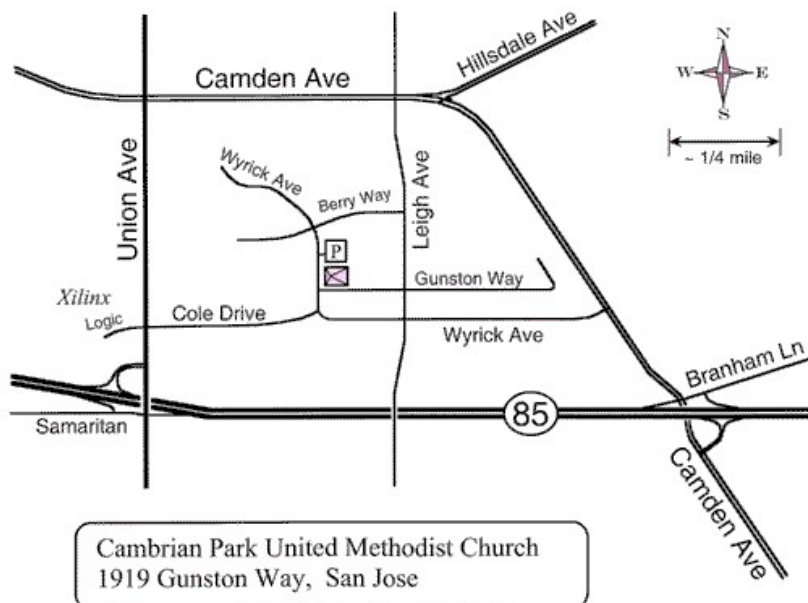 Hillsdale Ave
N
W E
S
~ 1/4 mile
Camden Ave
Union Ave
Leigh Ave
Wyrick Ave
Berry Way
P
Gunston Way
Xilinx
Logic
Cole Drive
Wyrick Ave
Branham Ln
85
Samaritan
Camden Ave
Cambrian Park United Methodist Church
1919 Gunston Way, San Jose